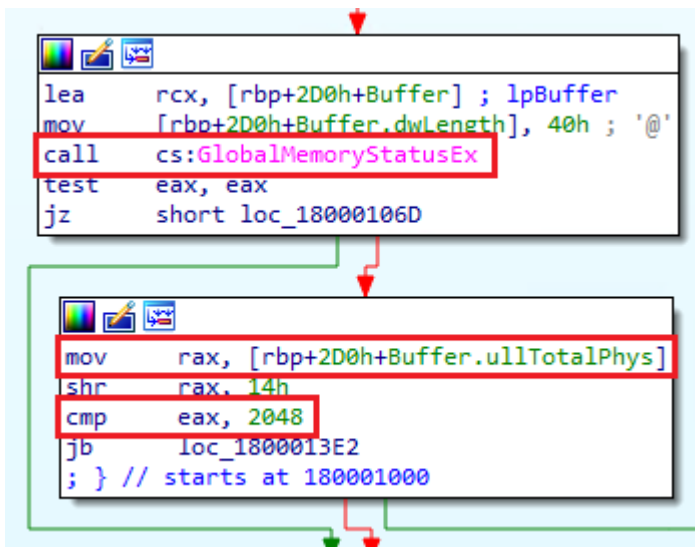 lea rcx, [rbp+2D0h+Buffer] ; lpBuffer
mov [rbp+2D0h+Buffer.dwLength], 40h ; '@'
call cs:GlobalMemoryStatusEx
test eax, eax
jz short loc_18000106D
mov rax, [rbp+2D0h+Buffer.ullTotalPhys]
shr rax, 14h
cmp eax, 2048
jb loc_1800013E2
; } // starts at 180001000